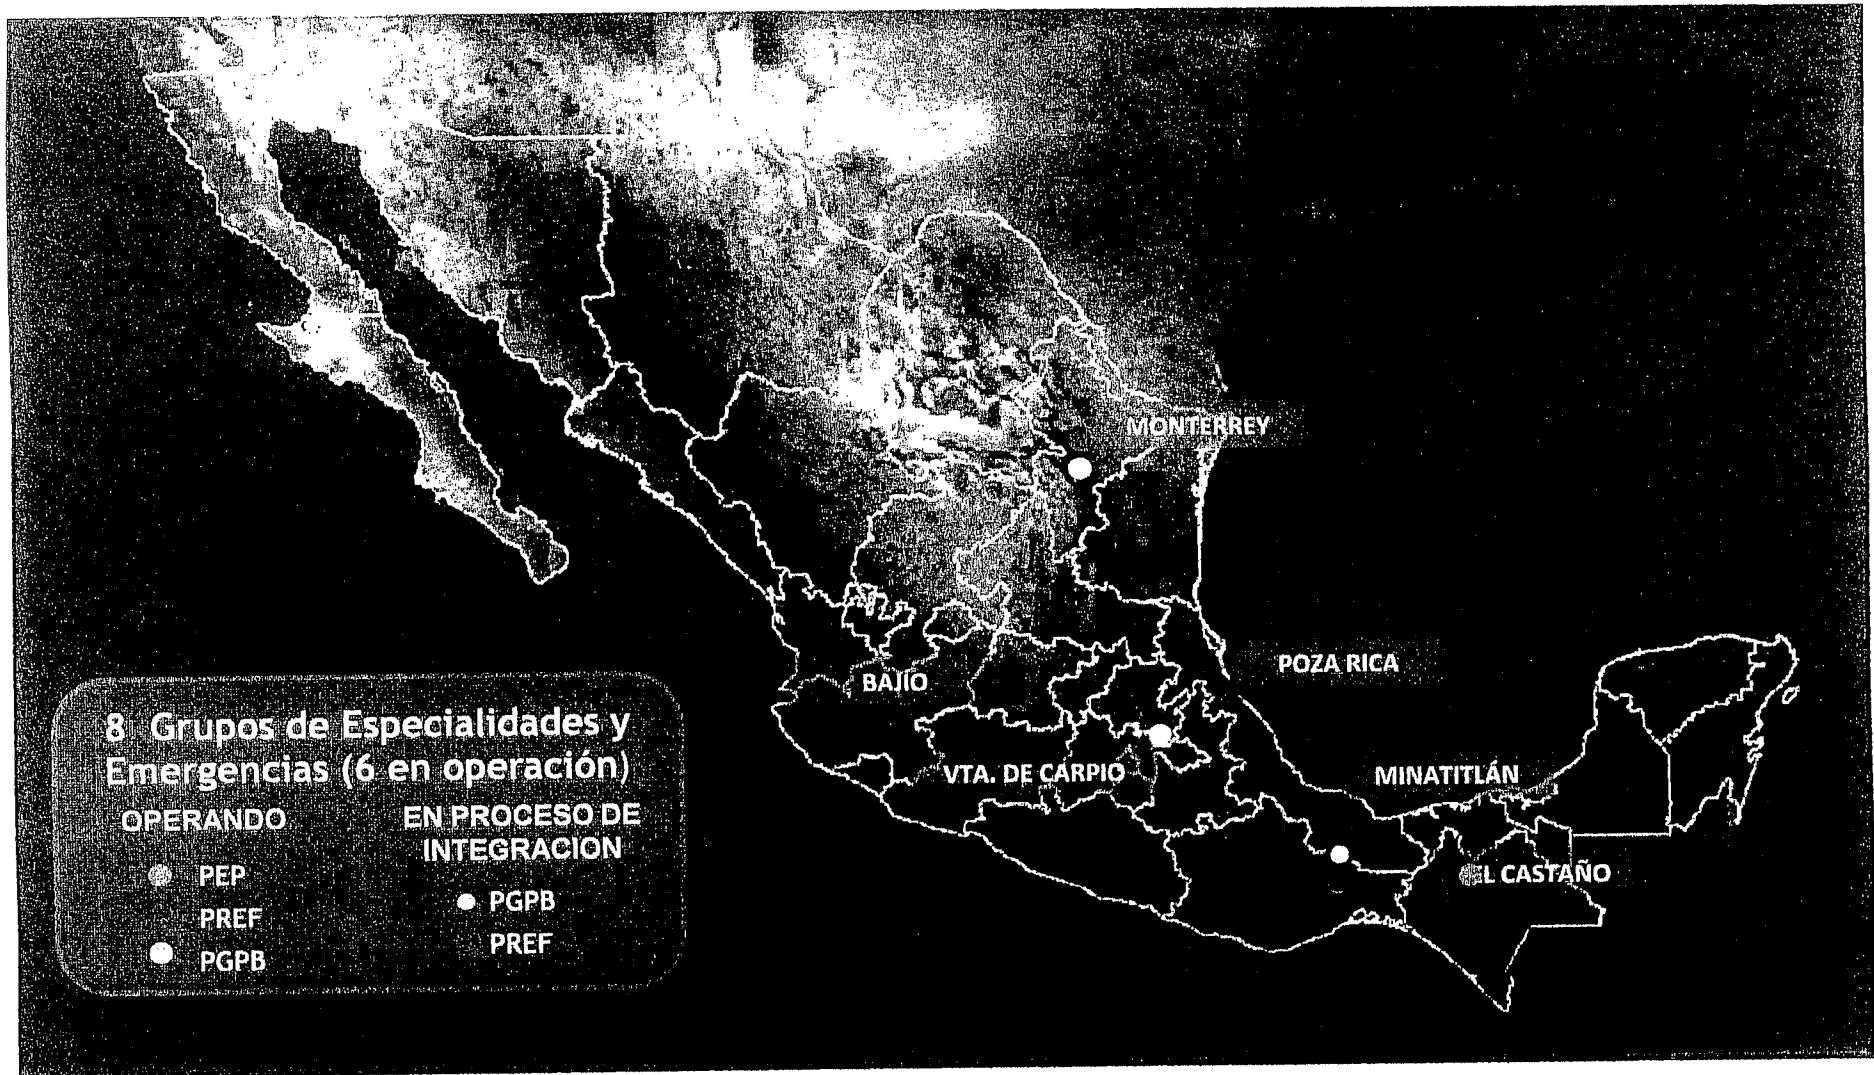 MONTERREY
POZA RICA
BAJÍO
VTA. DE CARPIO
MINATITLÁN
EL CASTAÑO
8 Grupos de Especialidades y
Emergencias (6 en operación)
OPERANDO
PEP
PREF
PGPB
EN PROCESO DE
INTEGRACION
PGPB
PREF